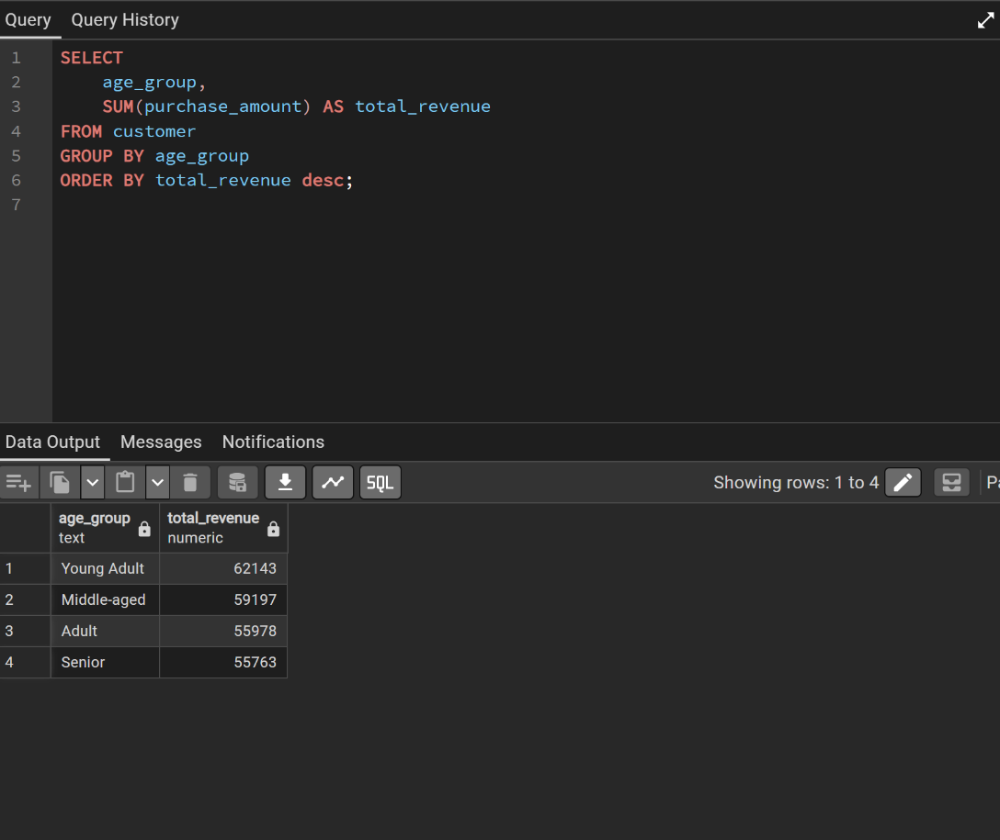 Query Query History
1 SELECT
2 age_group,
3 SUM(purchase_amount) AS total_revenue
4 FROM customer
5 GROUP BY age_group
6 ORDER BY total_revenue desc;
7
Data Output Messages Notifications
SQL Showing rows: 1 to 4
age_group total_revenue
text numeric
1 Young Adult 62143
2 Middle-aged 59197
3 Adult 55978
4 Senior 55763